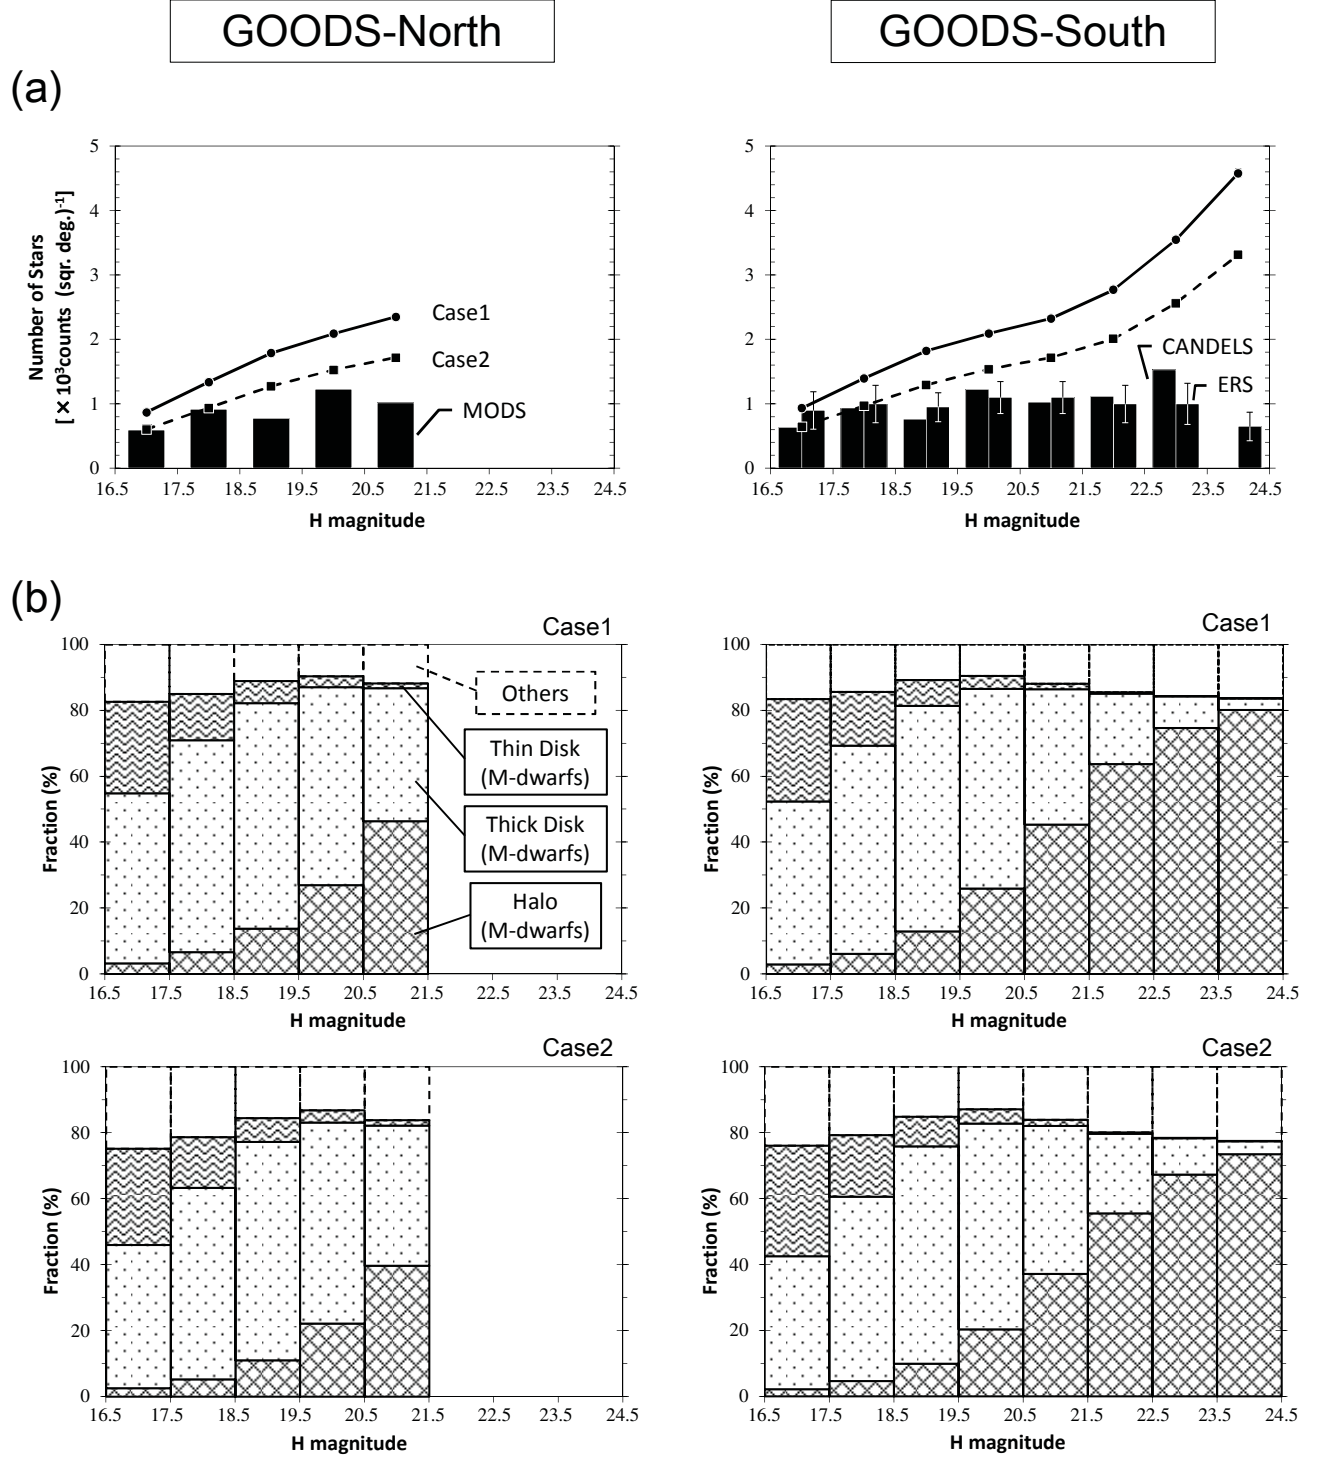 GOODS-North
GOODS-South
(a)
Number of Stars
[×10³counts (sqr. deg.)⁻¹]
5
4
3
2
1
0
16.5 17.5 18.5 19.5 20.5 21.5 22.5 23.5 24.5
H magnitude
Case1
Case2
MODS
5
4
3
2
1
0
16.5 17.5 18.5 19.5 20.5 21.5 22.5 23.5 24.5
H magnitude
CANDELS
ERS
(b)
Case1
Fraction (%)
100
80
60
40
20
0
16.5 17.5 18.5 19.5 20.5 21.5 22.5 23.5 24.5
H magnitude
Others
Thin Disk
(M-dwarfs)
Thick Disk
(M-dwarfs)
Halo
(M-dwarfs)
Case1
Fraction (%)
100
80
60
40
20
0
16.5 17.5 18.5 19.5 20.5 21.5 22.5 23.5 24.5
H magnitude
Case2
Fraction (%)
100
80
60
40
20
0
16.5 17.5 18.5 19.5 20.5 21.5 22.5 23.5 24.5
H magnitude
Case2
Fraction (%)
100
80
60
40
20
0
16.5 17.5 18.5 19.5 20.5 21.5 22.5 23.5 24.5
H magnitude